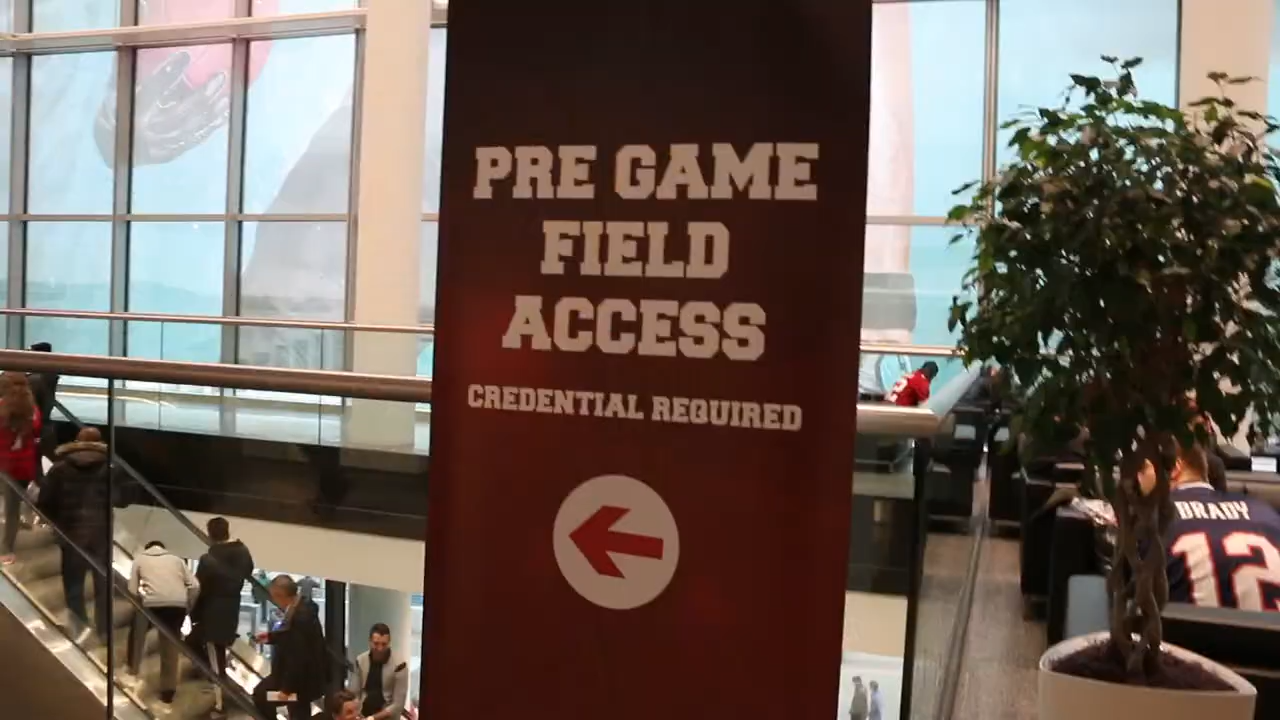 PRE GAME
FIELD
ACCESS
CREDENTIAL REQUIRED
BRADY
12